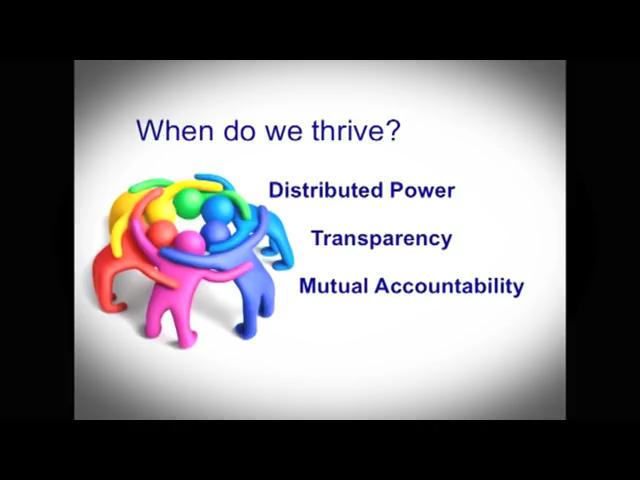 When do we thrive?
Distributed Power
Transparency
Mutual Accountability